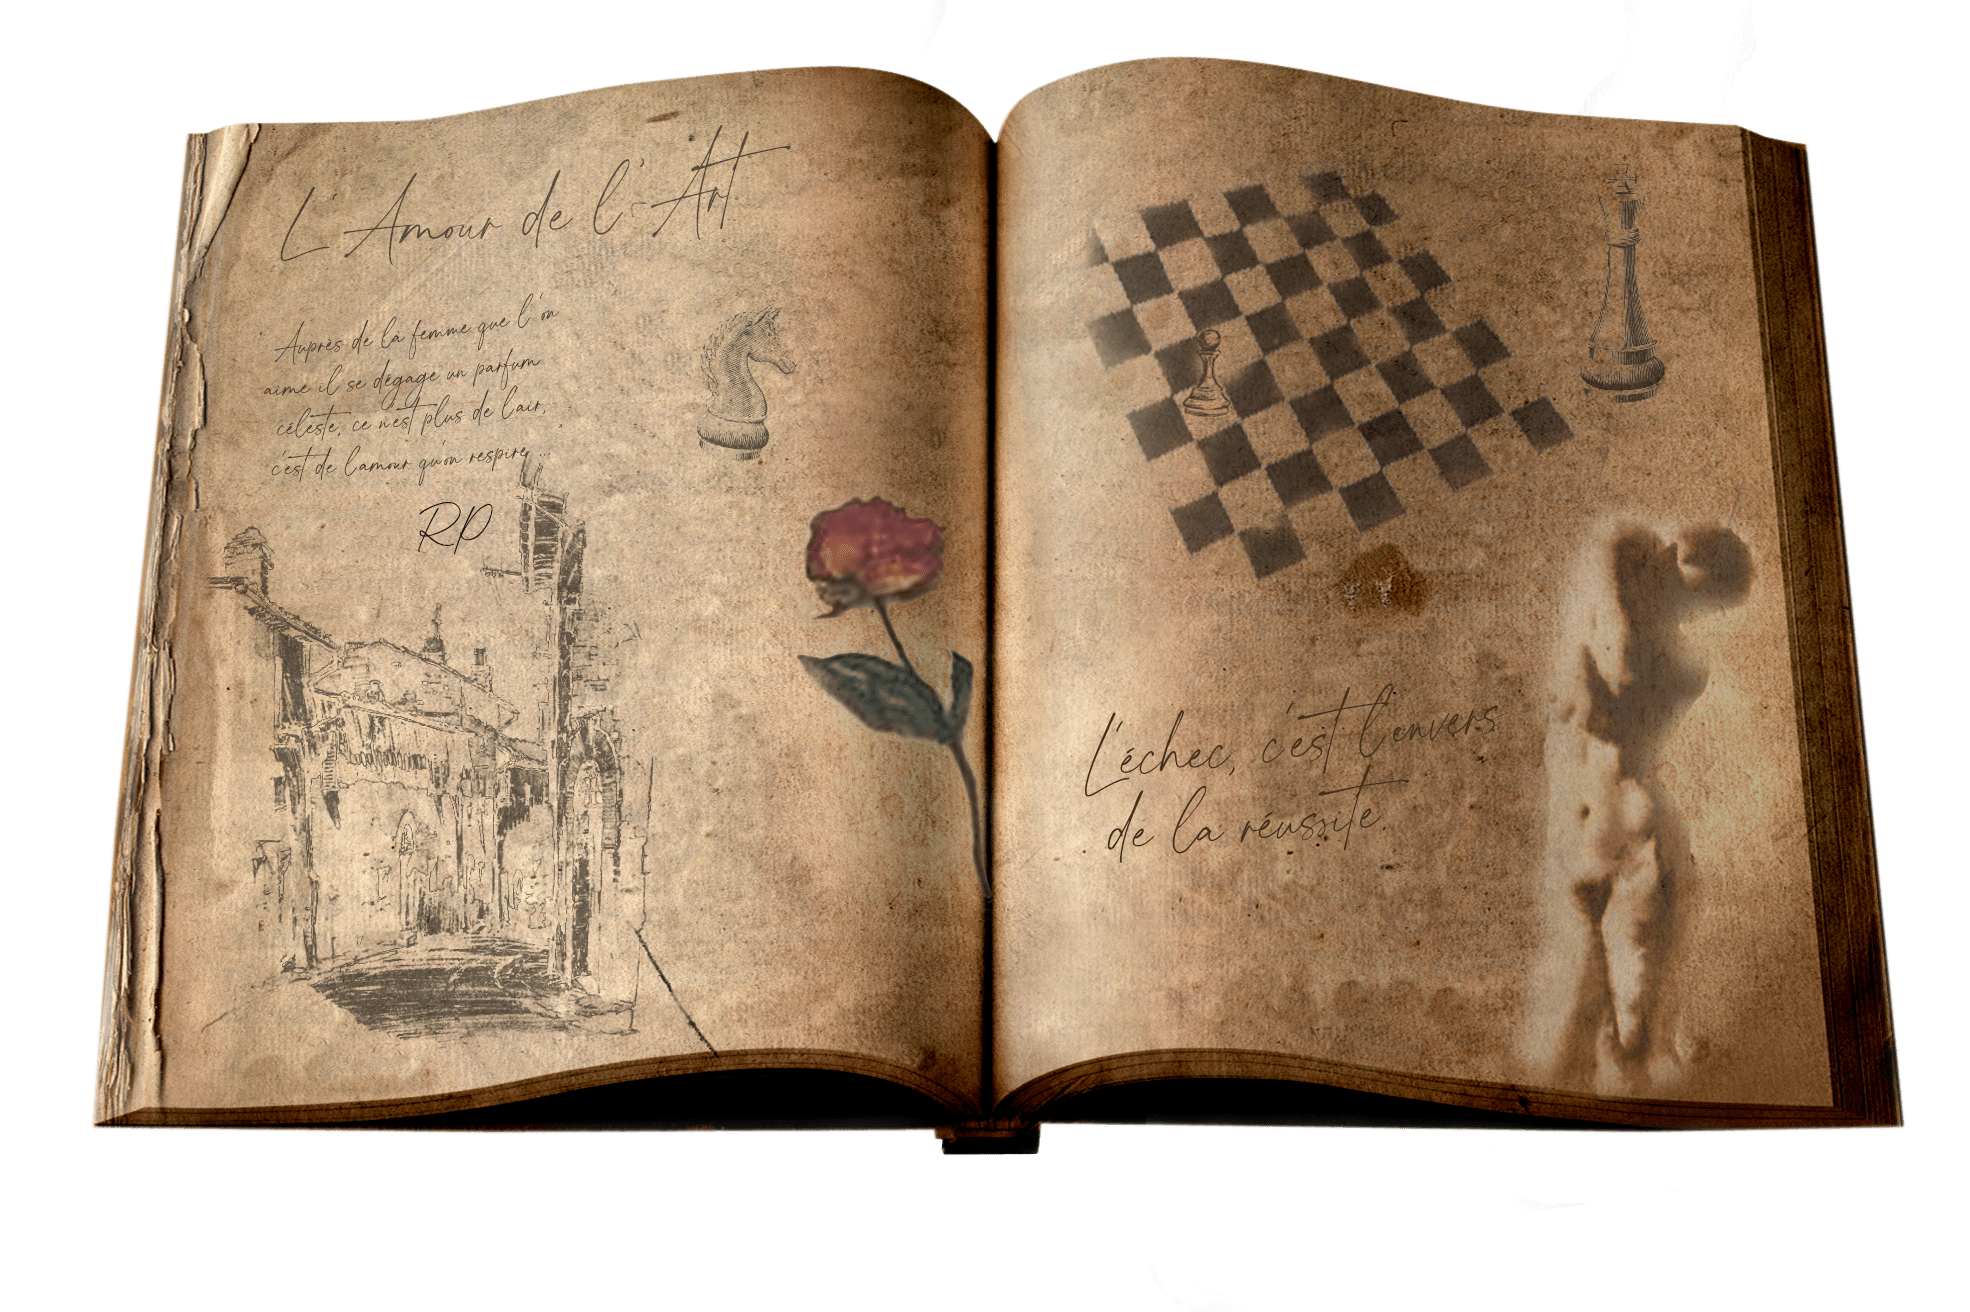 L'Amour de l'Art
" Auprès de la femme que l'on
aime il se dégage un parfum
céleste, ce n'est plus de l'air,
c'est de l'amour qu'on respire ... "
RP
L'échec, c'est l'envers
de la réussite.